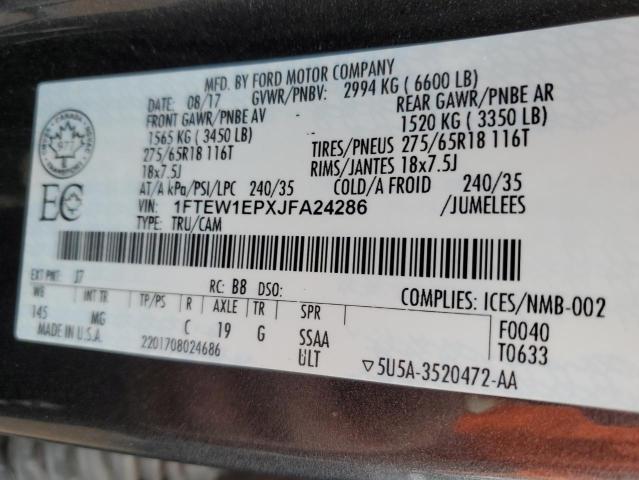 MFG. BY FORD MOTOR COMPANY
DATE: 08/17 GVWR/PNBV: 2994 KG ( 6600 LB)
FRONT GAWR/PNBE AV REAR GAWR/PNBE AR
1565 KG ( 3450 LB) 1520 KG ( 3350 LB)
275/65R18 116T TIRES/PNEUS 275/65R18 116T
18x7.5J RIMS/JANTES 18x7.5J
AT/A kPa/PSI/LPC 240/35 COLD/A FROID 240/35
VIN: 1FTEW1EPXJFA24286 /JUMELEES
TYPE: TRU/CAM
CANADA
TRANSPORT
EC
EXT PNT: J7 RC: B8 DSO: COMPLIES: ICES/NMB-002
WB INT TR TP/PS R AXLE TR SPR F0040
145 MG C 19 G SSAA T0633
MADE IN U.S.A. 2201708024686 ULT ▽5U5A-3520472-AA